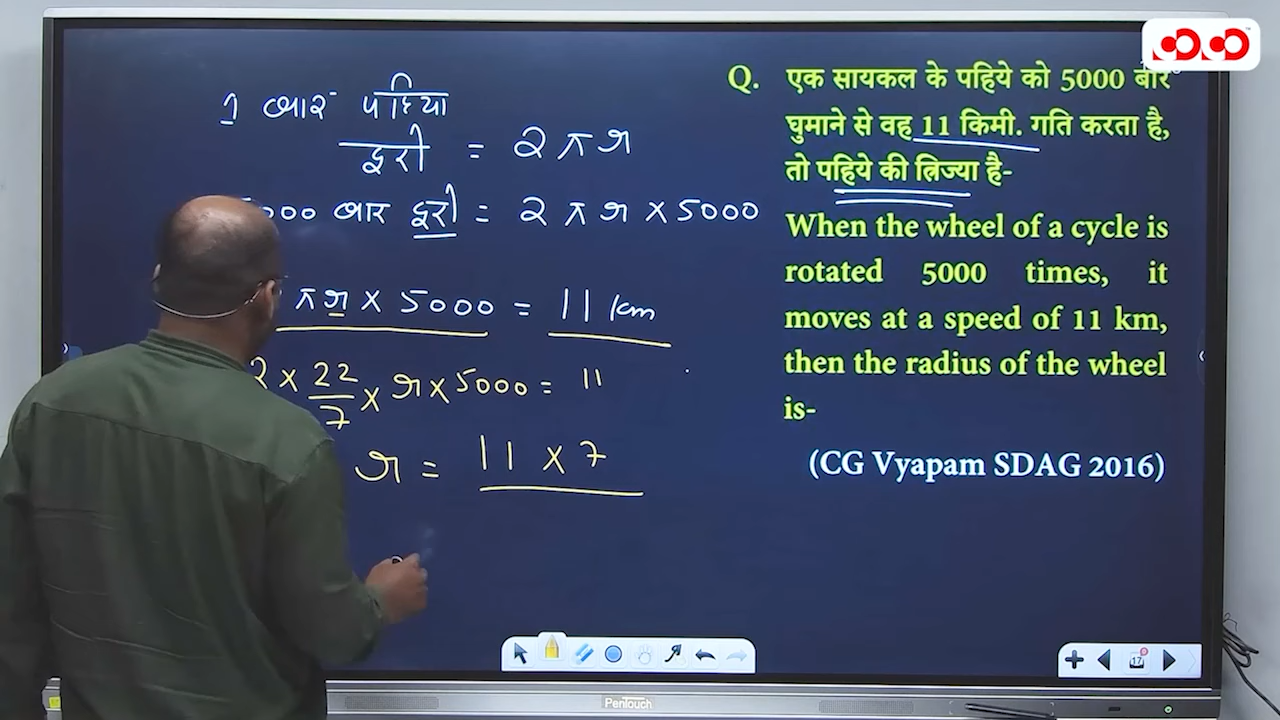 1 बार पहिया
दूरी = 2πr
5000 बार दूरी = 2πr × 5000
πr × 5000 = 11 km
2 × 22/7 × r × 5000 = 11
r = 11 × 7
Q. एक सायकल के पहिये को 5000 बार
घुमाने से वह 11 किमी. गति करता है,
तो पहिये की त्रिज्या है-
When the wheel of a cycle is
rotated 5000 times, it
moves at a speed of 11 km,
then the radius of the wheel
is-
(CG Vyapam SDAG 2016)
17
PenTouch